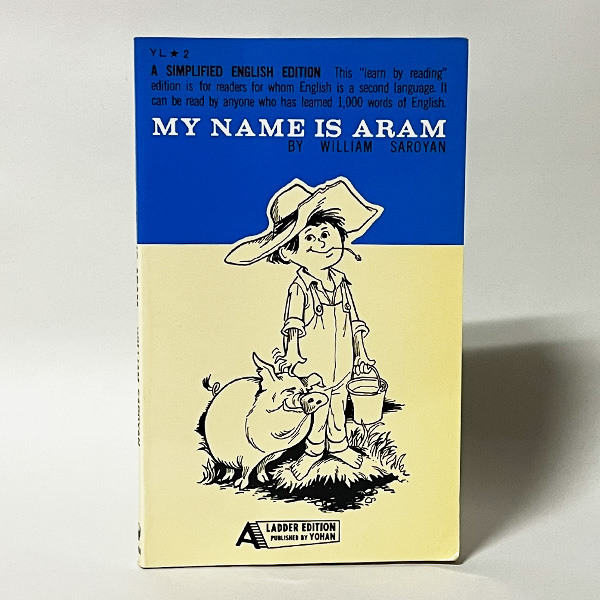 YL★2
A SIMPLIFIED ENGLISH EDITION This "learn by reading"
edition is for readers for whom English is a second language. It
can be read by anyone who has learned 1,000 words of English.
MY NAME IS ARAM
BY WILLIAM SAROYAN
A LADDER EDITION
PUBLISHED BY YOHAN